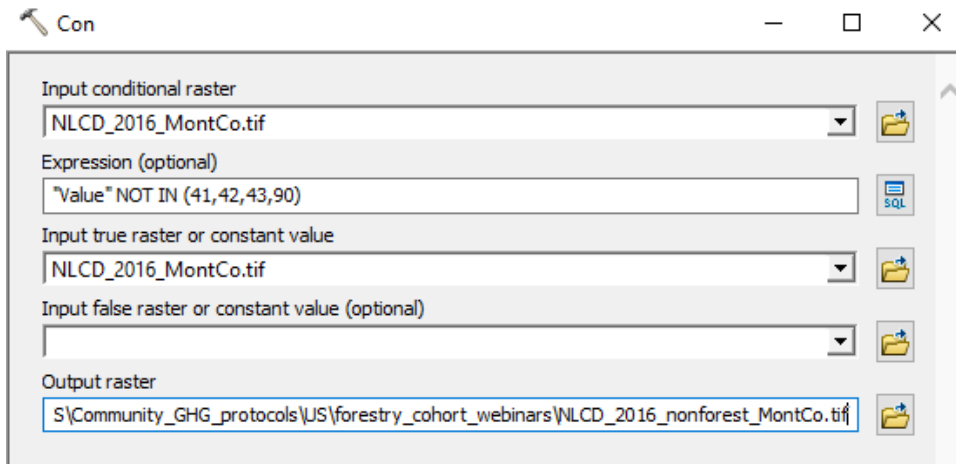 Con
Input conditional raster
NLCD_2016_MontCo.tif
Expression (optional)
"Value" NOT IN (41,42,43,90)
SQL
Input true raster or constant value
NLCD_2016_MontCo.tif
Input false raster or constant value (optional)
Output raster
S\Community_GHG_protocols\US\forestry_cohort_webinars\NLCD_2016_nonforest_MontCo.tif